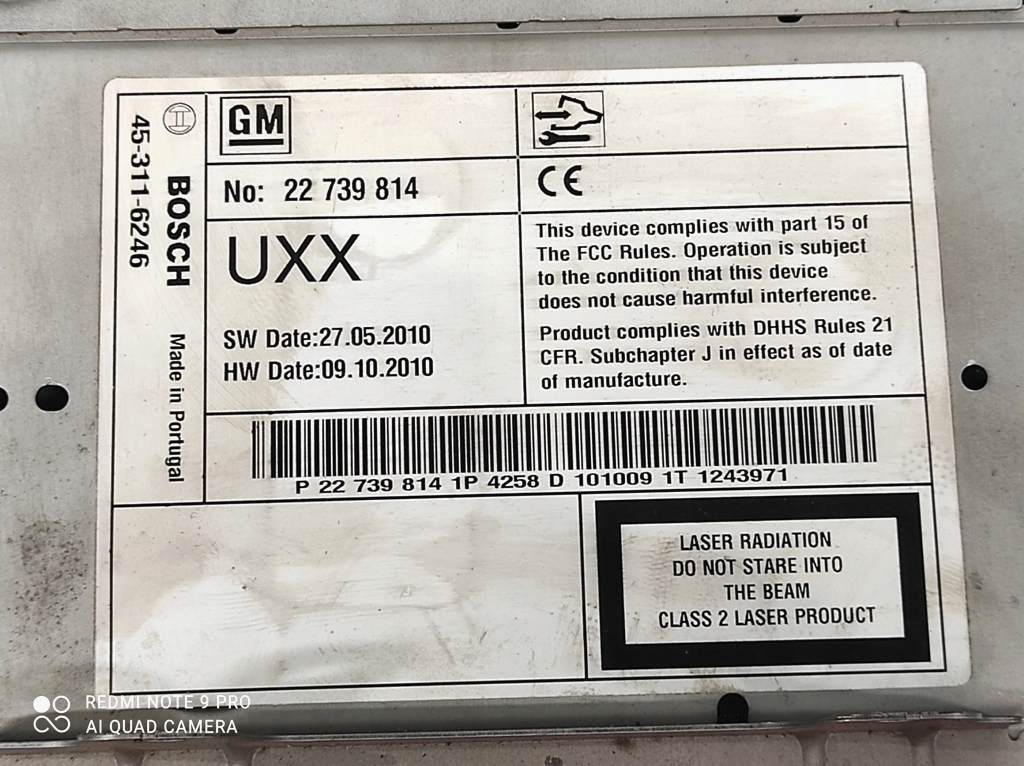 45-311-6246
BOSCH
Made in Portugal
GM
No: 22 739 814
UXX
SW Date:27.05.2010
HW Date:09.10.2010
CE
This device complies with part 15 of
The FCC Rules. Operation is subject
to the condition that this device
does not cause harmful interference.
Product complies with DHHS Rules 21
CFR. Subchapter J in effect as of date
of manufacture.
P 22 739 814 1P 4258 D 101009 1T 1243971
LASER RADIATION
DO NOT STARE INTO
THE BEAM
CLASS 2 LASER PRODUCT
REDMI NOTE 9 PRO
AI QUAD CAMERA